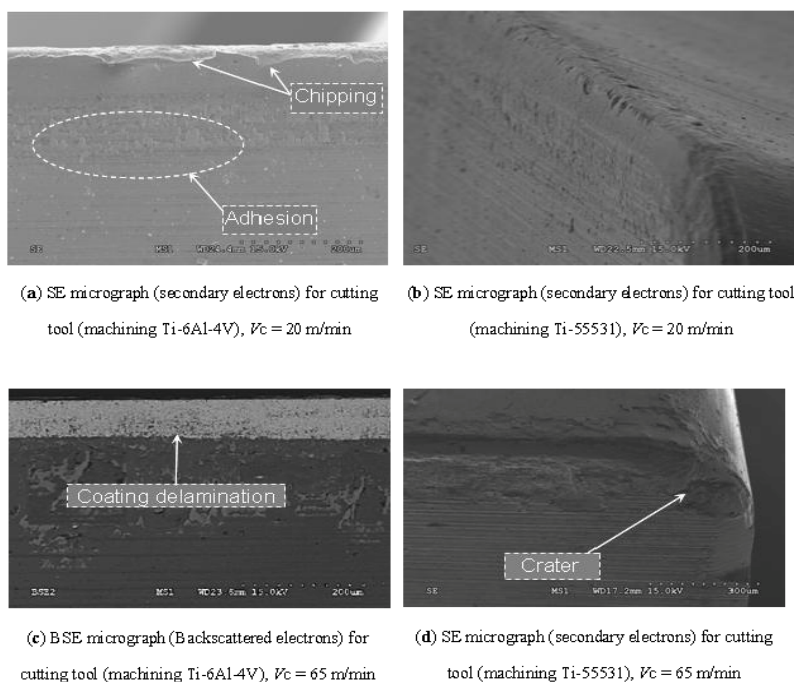 Chipping
Adhesion
SE MS1 WD24.4mm 15.0kV 200um
SE MS1 WD22.5mm 15.0kV 200um
(a) SE micrograph (secondary electrons) for cutting
tool (machining Ti-6Al-4V), Vc = 20 m/min
(b) SE micrograph (secondary electrons) for cutting tool
(machining Ti-55531), Vc = 20 m/min
Coating delamination
BSE2 MS1 WD23.6mm 15.0kV 200um
Crater
SE MS1 WD17.2mm 15.0kV 300um
(c) BSE micrograph (Backscattered electrons) for
cutting tool (machining Ti-6Al-4V), Vc = 65 m/min
(d) SE micrograph (secondary electrons) for cutting
tool (machining Ti-55531), Vc = 65 m/min